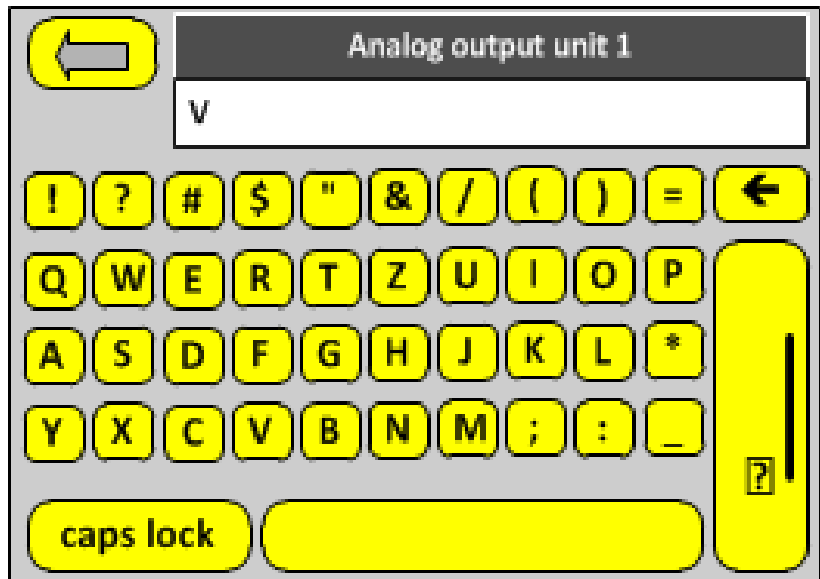 Analog output unit 1
V
! ? # $ " & / ( ) = ←
Q W E R T Z U I O P
A S D F G H J K L *
Y X C V B N M ; : _
?
caps lock